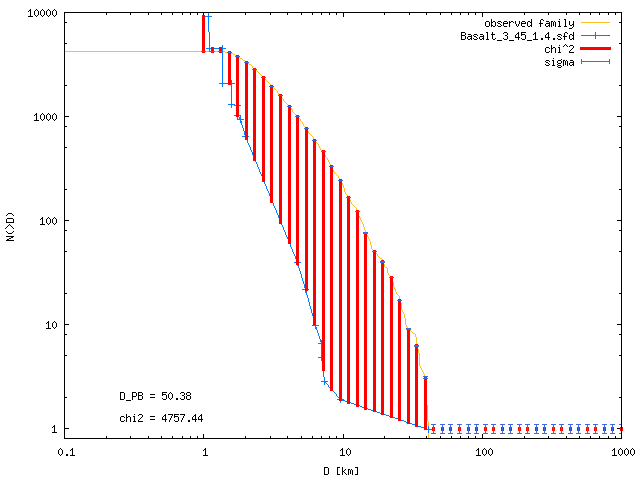 10000
1000
100
10
1
N(>D)
observed family
Basalt_3_45_1.4.sfd
chi^2
sigma
D_PB = 50.38
chi2 = 4757.44
0.1 1 10 100 1000
D [km]